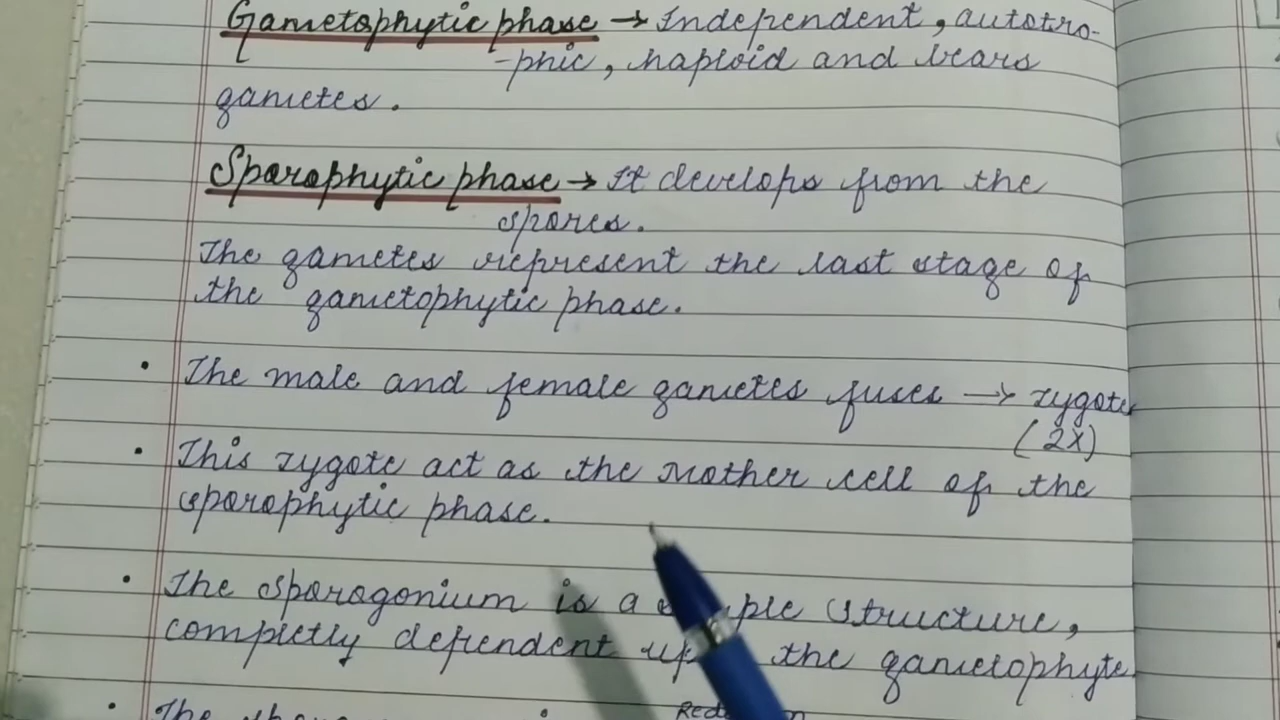 Gametophytic phase → Independent, autotro-
-phic, haploid and bears
gametes.
Sporophytic phase → It develops from the
spores.
The gametes represent the last stage of
the gametophytic phase.
• The male and female gametes fuses → zygote
(2X)
• This zygote act as the Mother cell of the
sporophytic phase.
• The sporogonium is a structure,
completly dependent the gametophyte
• The